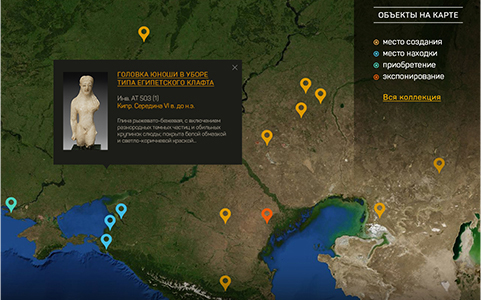 ОБЪЕКТЫ НА КАРТЕ
место создания
место находки
приобретение
экспонирование
Вся коллекция
ГОЛОВКА ЮНОШИ В УБОРЕ
ТИПА ЕГИПЕТСКОГО КЛАФТА
Инв. АТ 503 (1)
Кипр. Середина VI в. до н.э.
Глина рыжевато-бежевая, с включением
разнородных темных частиц и обильных
крупинок слюды; покрыта белой обмазкой
и светло-коричневой краской...